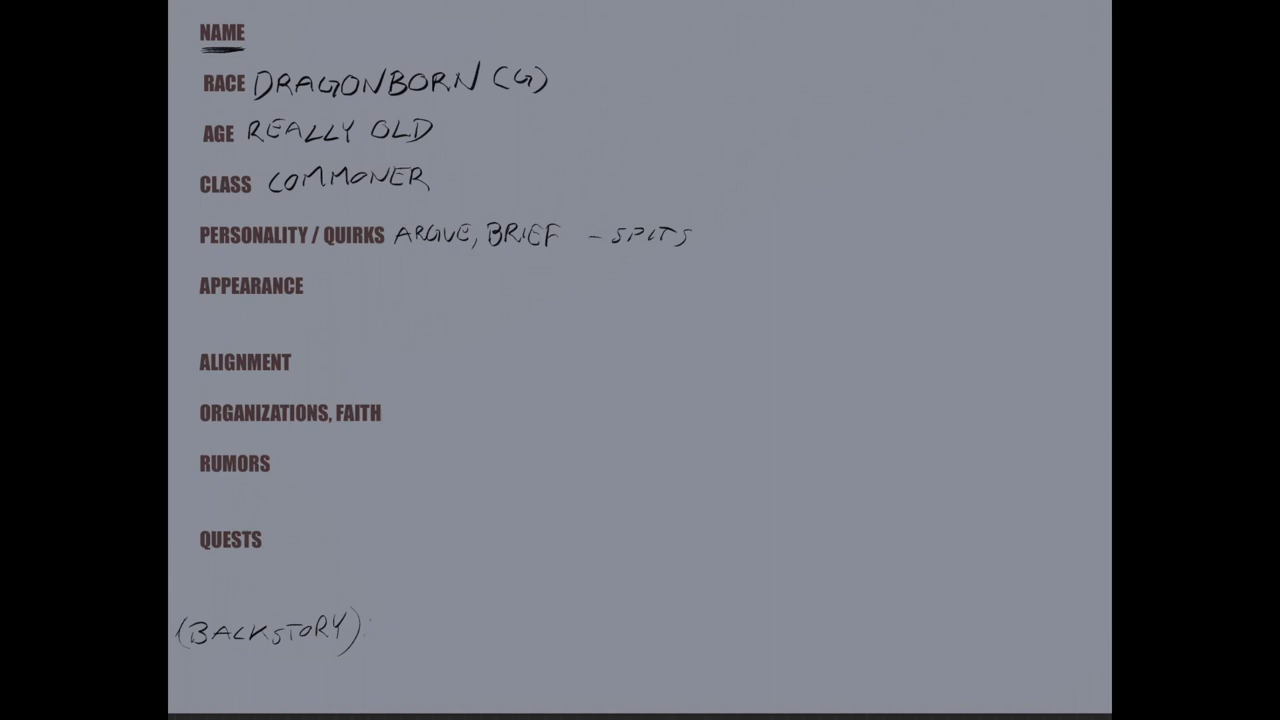 NAME
RACE DRAGONBORN (G)
AGE REALLY OLD
CLASS COMMONER
PERSONALITY / QUIRKS ARGUE, BRIEF - SPITS
APPEARANCE
ALIGNMENT
ORGANIZATIONS, FAITH
RUMORS
QUESTS
(BACKSTORY):